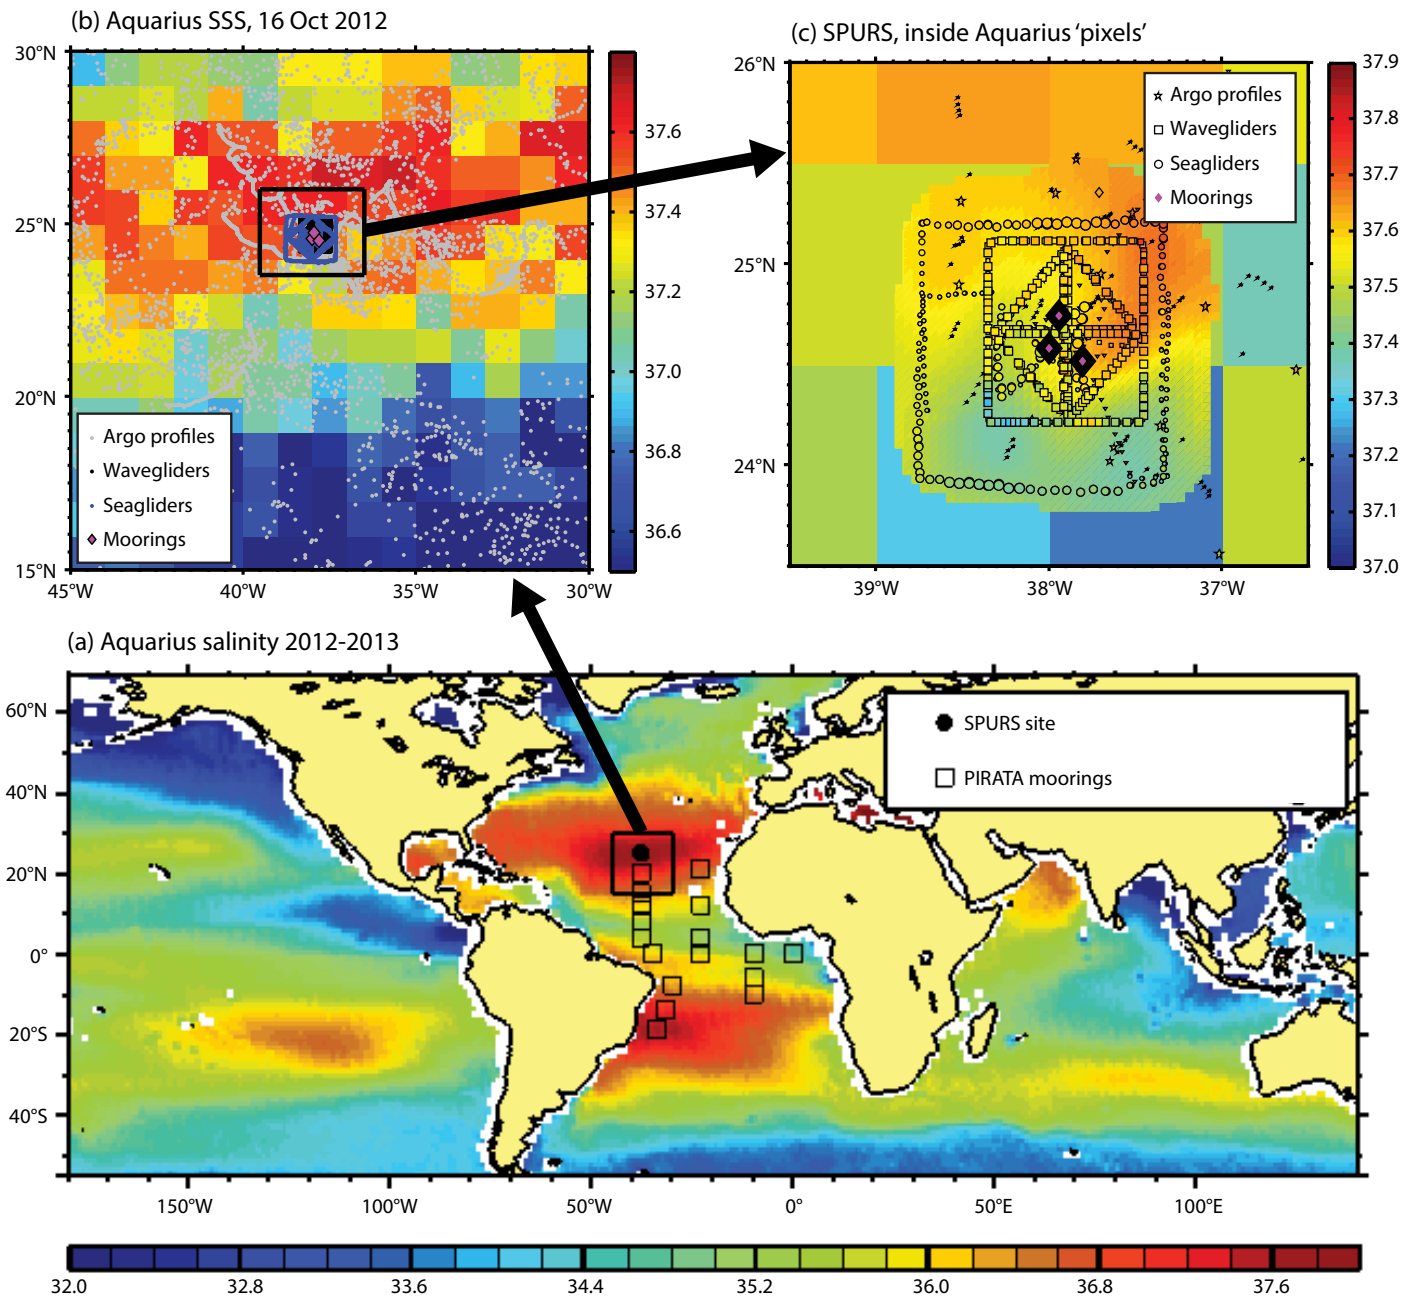 (b) Aquarius SSS, 16 Oct 2012
30°N
25°N
20°N
15°N
45°W
40°W
35°W
30°W
Argo profiles
Wavegliders
Seagliders
Moorings
37.6
37.4
37.2
37.0
36.8
36.6
(c) SPURS, inside Aquarius ‘pixels’
26°N
25°N
24°N
39°W
38°W
37°W
Argo profiles
Wavegliders
Seagliders
Moorings
37.9
37.8
37.7
37.6
37.5
37.4
37.3
37.2
37.1
37.0
(a) Aquarius salinity 2012-2013
60°N
40°N
20°N
0°
20°S
40°S
SPURS site
PIRATA moorings
150°W
100°W
50°W
0°
50°E
100°E
32.0
32.8
33.6
34.4
35.2
36.0
36.8
37.6